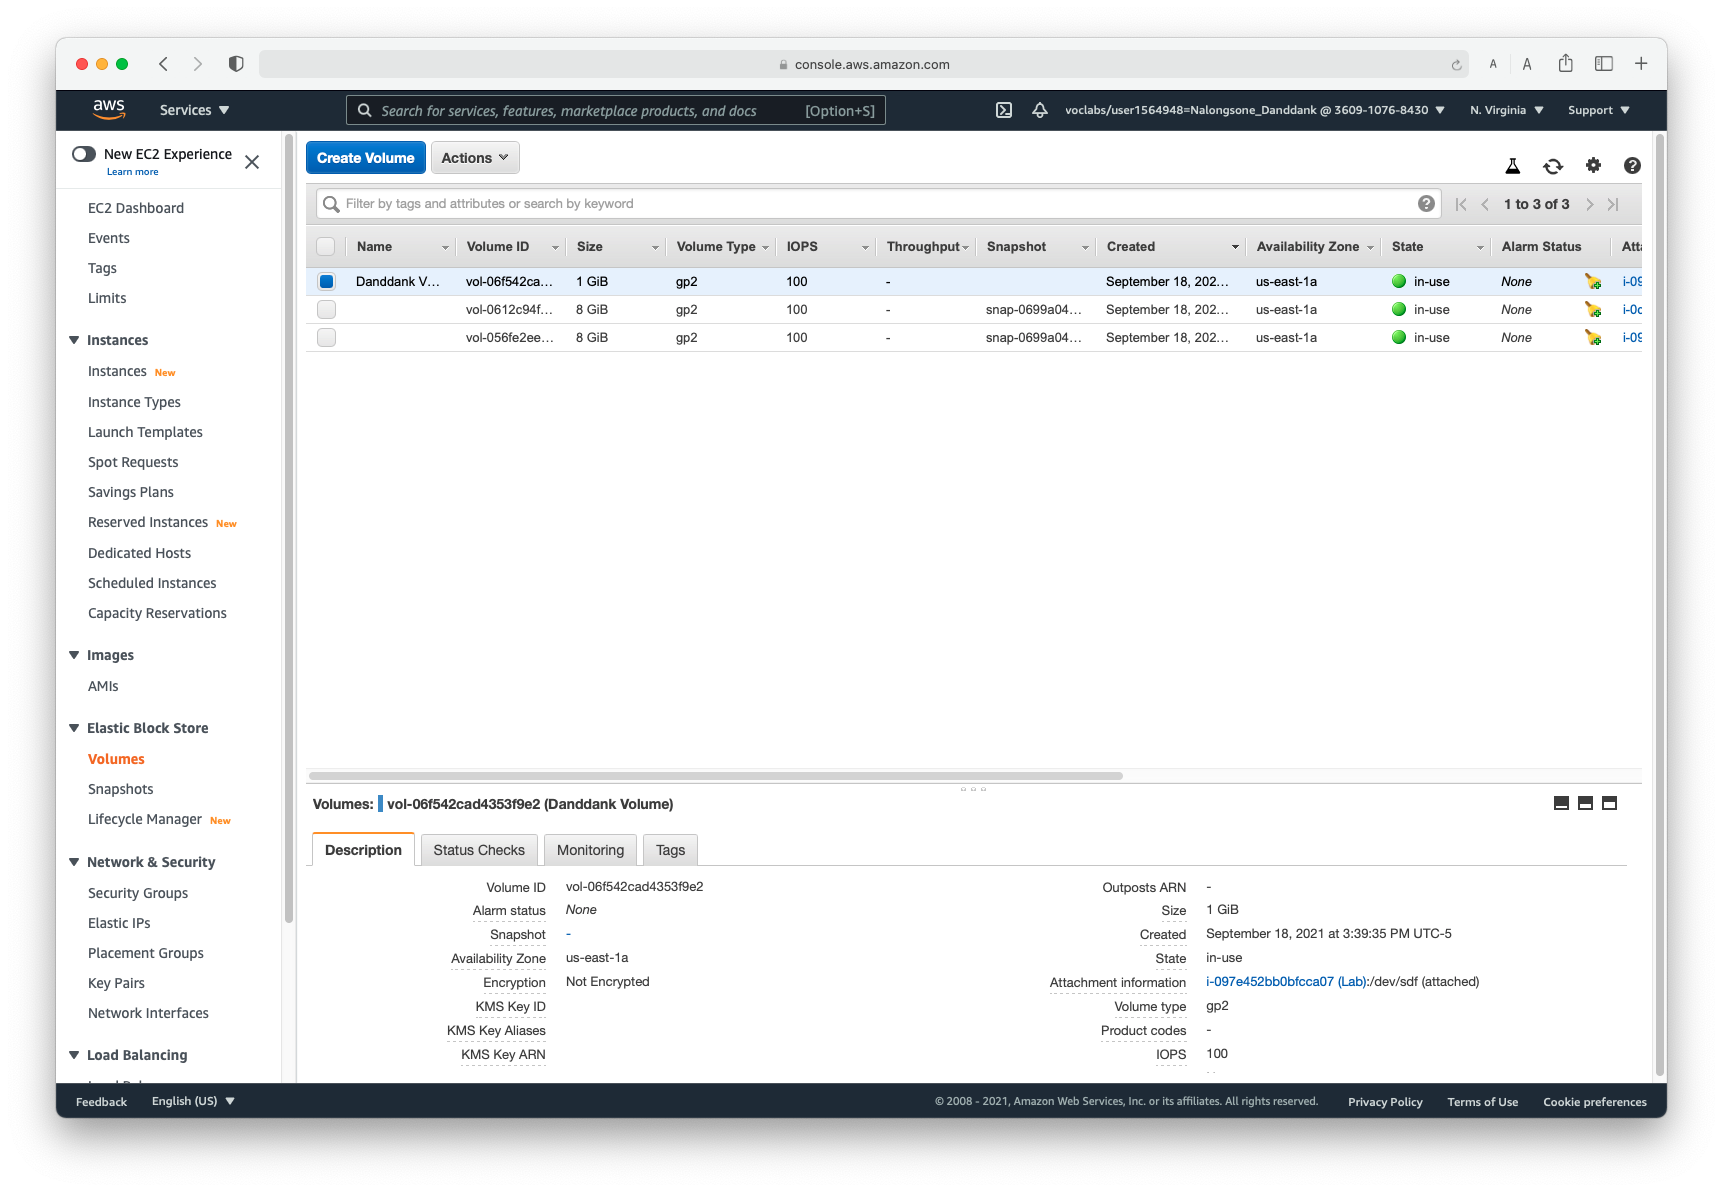 console.aws.amazon.com
A A
aws Services Search for services, features, marketplace products, and docs [Option+S] voclabs/user1564948=Nalongsone_Danddank @ 3609-1076-8430 N. Virginia Support
New EC2 Experience
Learn more
EC2 Dashboard
Events
Tags
Limits
Instances
Instances New
Instance Types
Launch Templates
Spot Requests
Savings Plans
Reserved Instances New
Dedicated Hosts
Scheduled Instances
Capacity Reservations
Images
AMIs
Elastic Block Store
Volumes
Snapshots
Lifecycle Manager New
Network & Security
Security Groups
Elastic IPs
Placement Groups
Key Pairs
Network Interfaces
Load Balancing
Create Volume Actions
Filter by tags and attributes or search by keyword 1 to 3 of 3
Name Volume ID Size Volume Type IOPS Throughput Snapshot Created Availability Zone State Alarm Status Atta
Danddank V... vol-06f542ca... 1 GiB gp2 100 - September 18, 202... us-east-1a in-use None i-09
vol-0612c94f... 8 GiB gp2 100 - snap-0699a04... September 18, 202... us-east-1a in-use None i-0c
vol-056fe2ee... 8 GiB gp2 100 - snap-0699a04... September 18, 202... us-east-1a in-use None i-09
Volumes: vol-06f542cad4353f9e2 (Danddank Volume)
Description Status Checks Monitoring Tags
Volume ID vol-06f542cad4353f9e2
Alarm status None
Snapshot -
Availability Zone us-east-1a
Encryption Not Encrypted
KMS Key ID
KMS Key Aliases
KMS Key ARN
Outposts ARN -
Size 1 GiB
Created September 18, 2021 at 3:39:35 PM UTC-5
State in-use
Attachment information i-097e452bb0bfcca07 (Lab):/dev/sdf (attached)
Volume type gp2
Product codes -
IOPS 100
Feedback English (US) © 2008 - 2021, Amazon Web Services, Inc. or its affiliates. All rights reserved. Privacy Policy Terms of Use Cookie preferences